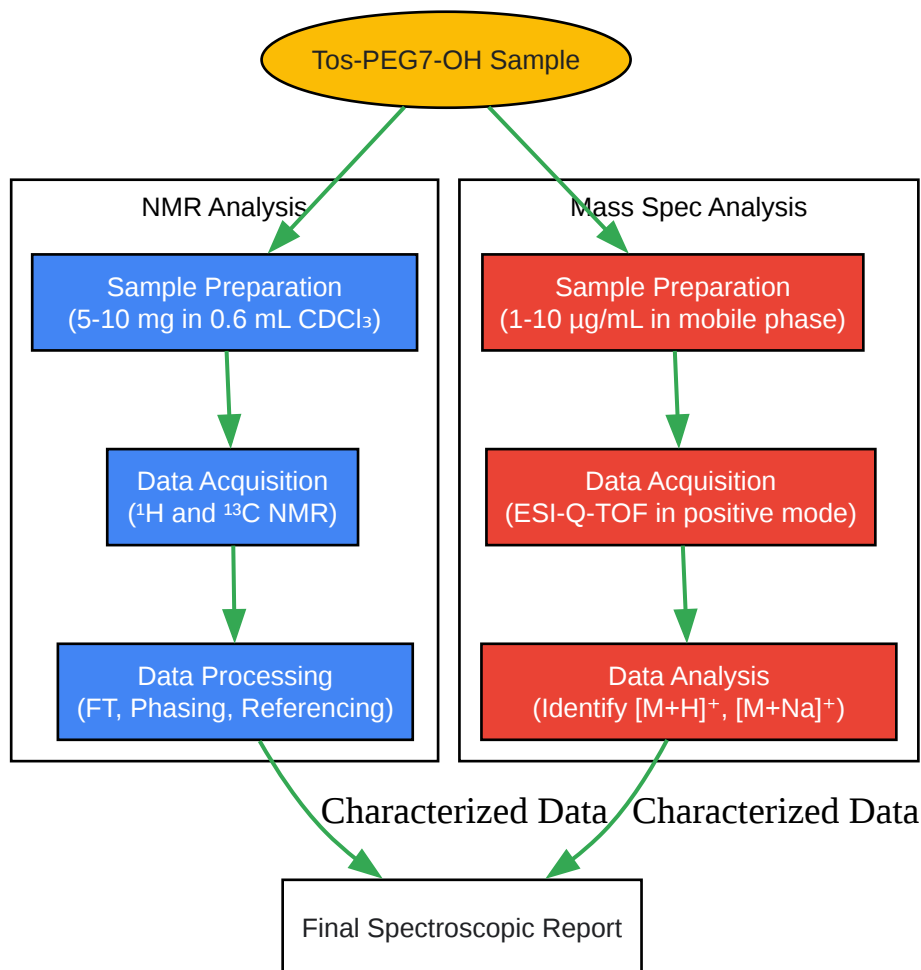 Tos-PEG7-OH Sample
NMR Analysis
Sample Preparation
(5-10 mg in 0.6 mL CDCl₃)
Data Acquisition
(¹H and ¹³C NMR)
Data Processing
(FT, Phasing, Referencing)
Mass Spec Analysis
Sample Preparation
(1-10 µg/mL in mobile phase)
Data Acquisition
(ESI-Q-TOF in positive mode)
Data Analysis
(Identify [M+H]⁺, [M+Na]⁺)
Characterized Data
Characterized Data
Final Spectroscopic Report